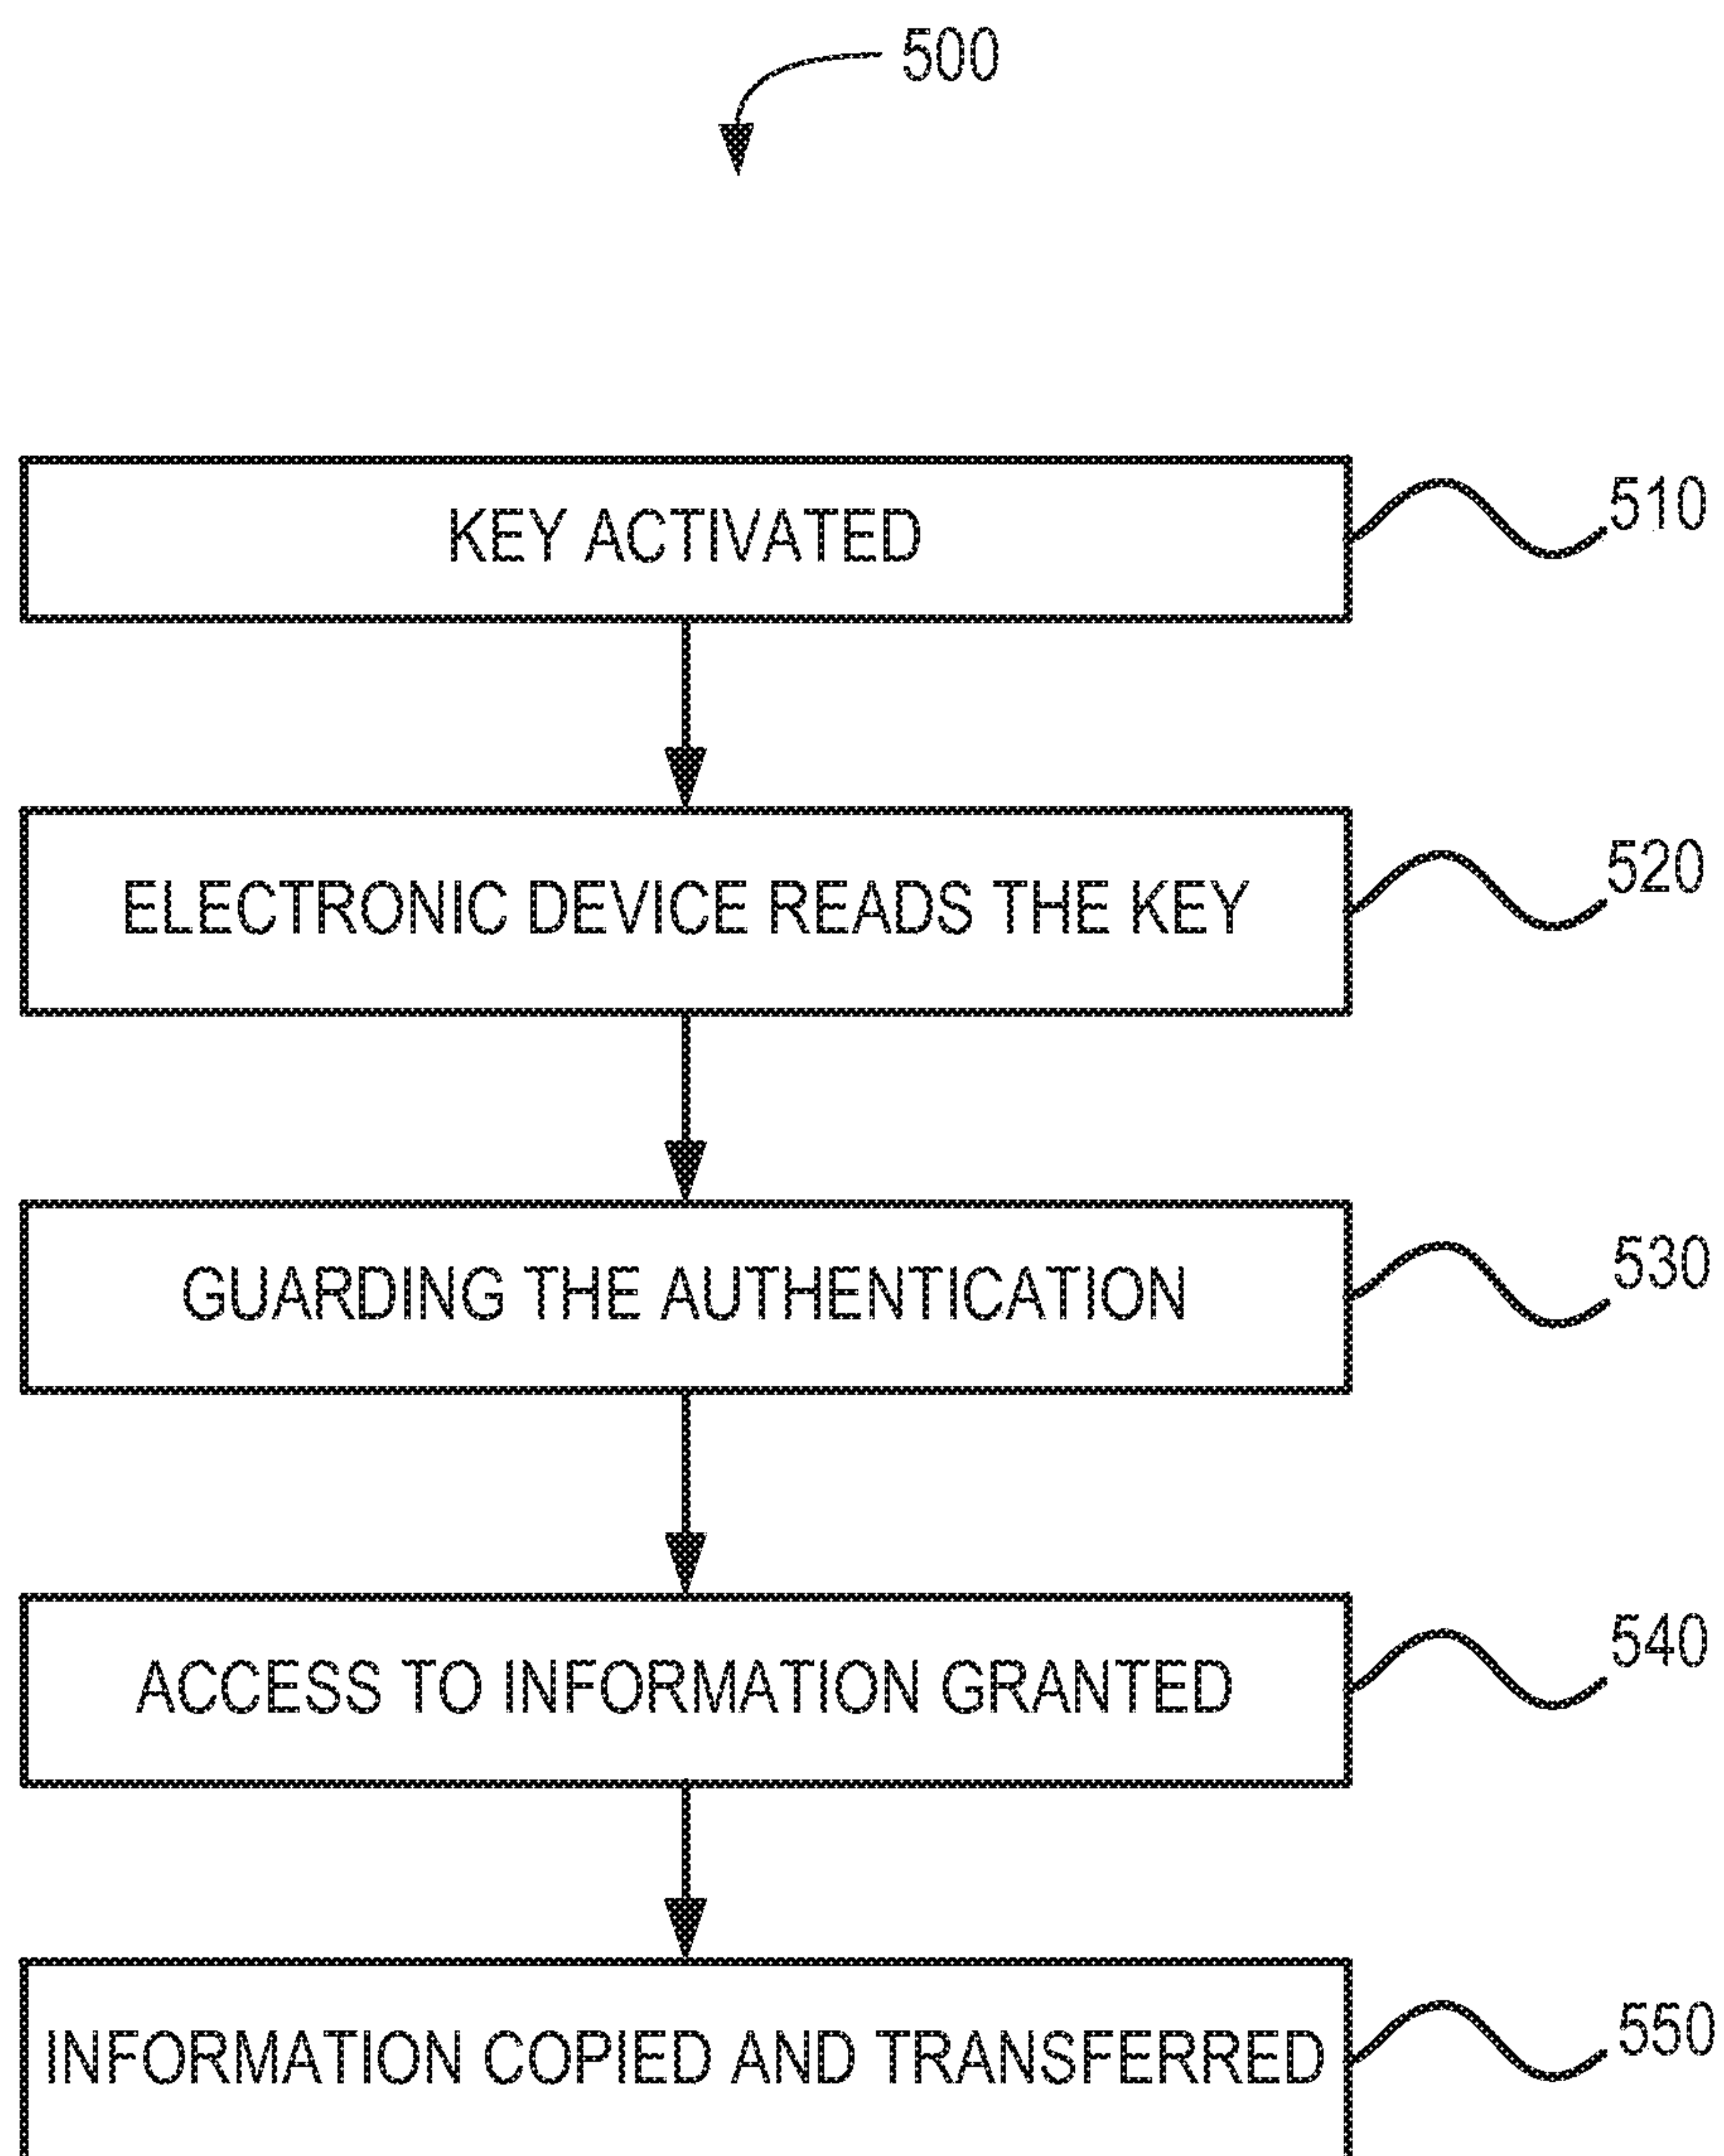 500
KEY ACTIVATED
510
ELECTRONIC DEVICE READS THE KEY
520
GUARDING THE AUTHENTICATION
530
ACCESS TO INFORMATION GRANTED
540
INFORMATION COPIED AND TRANSFERRED
550